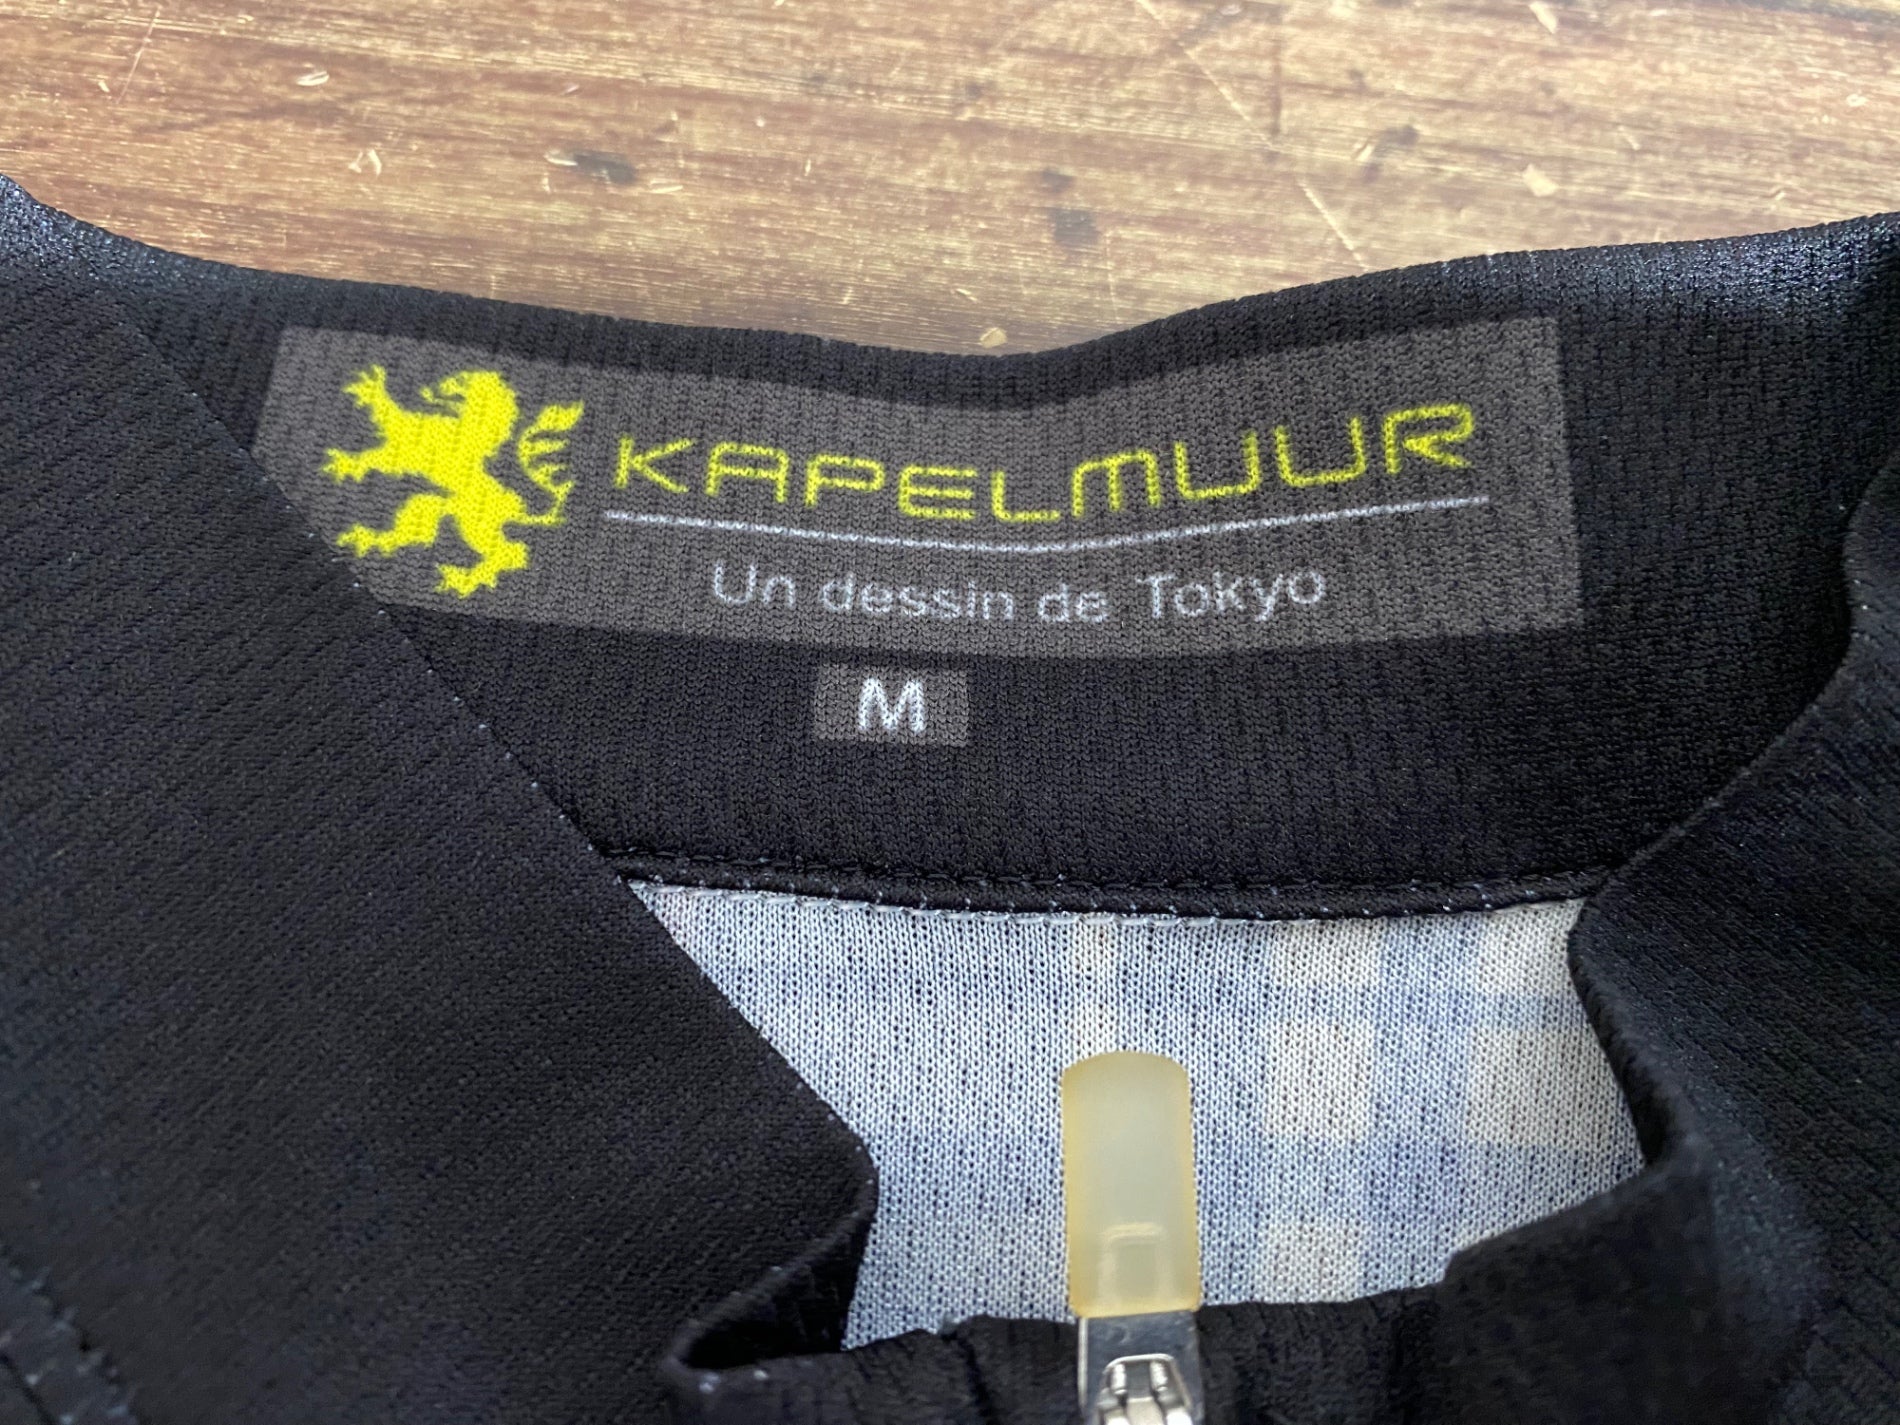 KAPELMUUR
Un dessin de Tokyo
M